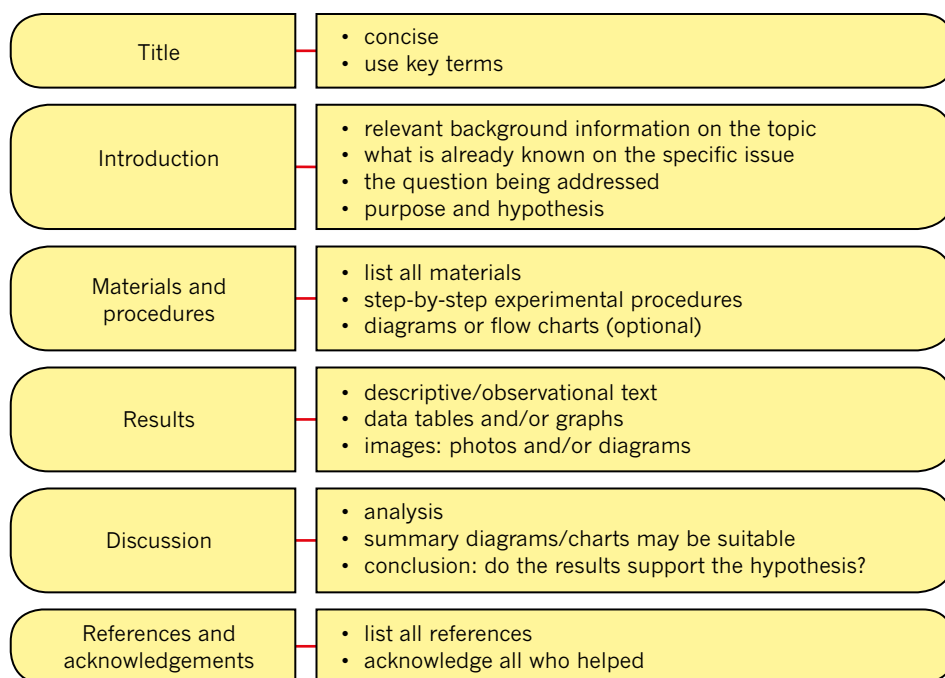 Title
• concise
• use key terms
Introduction
• relevant background information on the topic
• what is already known on the specific issue
• the question being addressed
• purpose and hypothesis
Materials and
procedures
• list all materials
• step-by-step experimental procedures
• diagrams or flow charts (optional)
Results
• descriptive/observational text
• data tables and/or graphs
• images: photos and/or diagrams
Discussion
• analysis
• summary diagrams/charts may be suitable
• conclusion: do the results support the hypothesis?
References and
acknowledgements
• list all references
• acknowledge all who helped